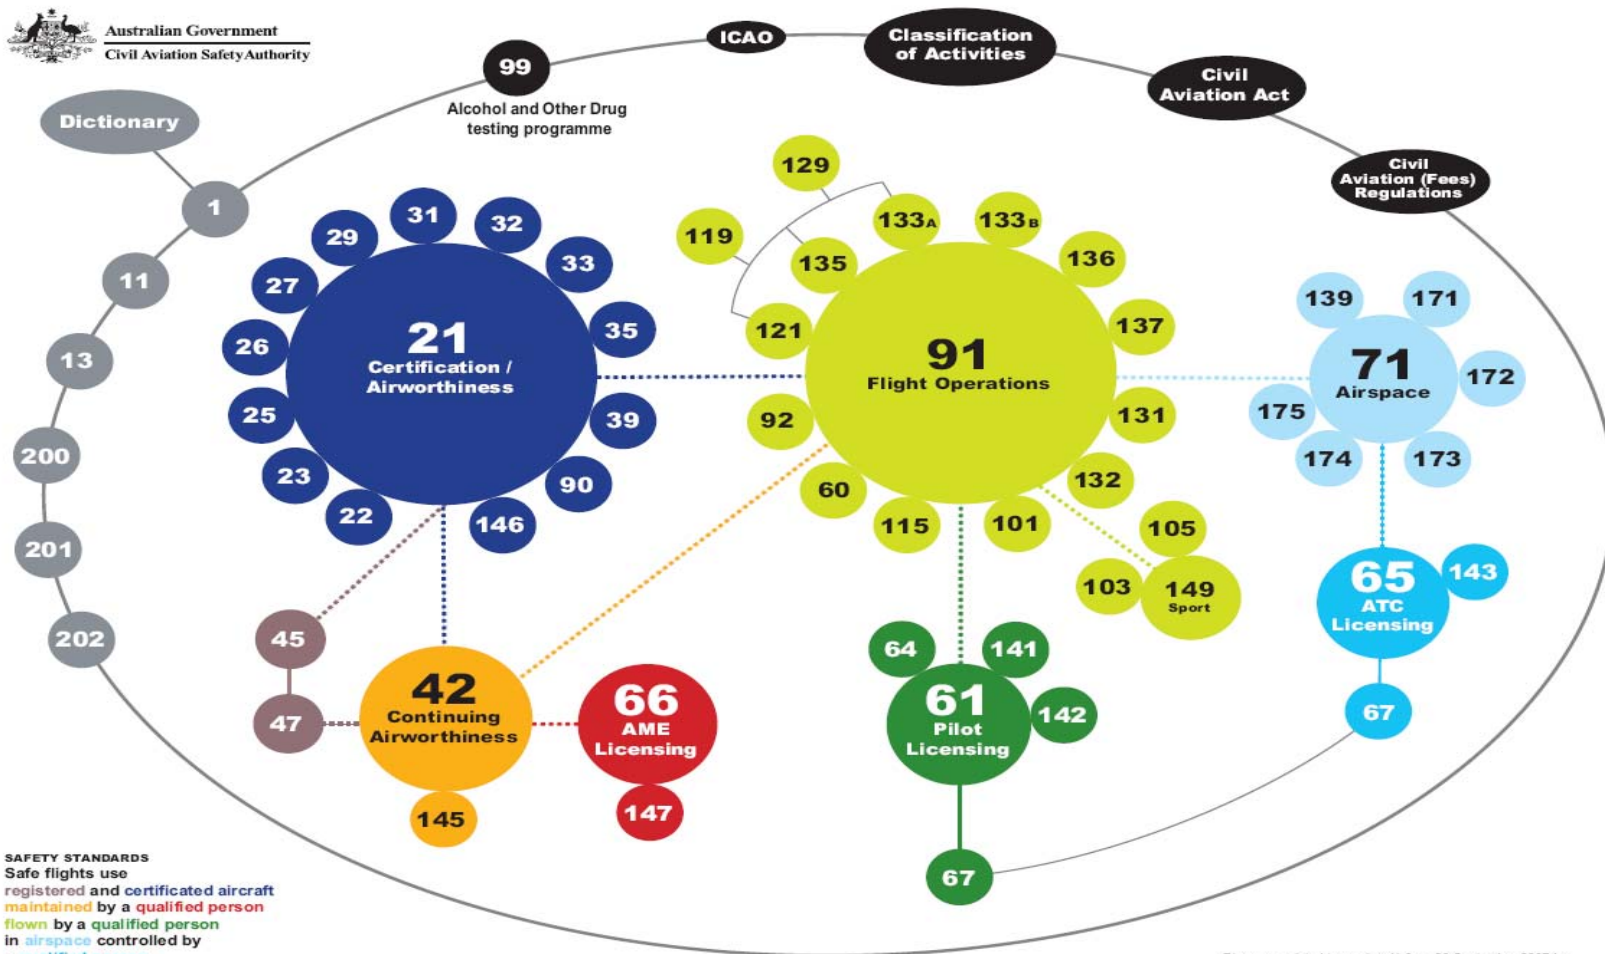 Australian Government
Civil Aviation Safety Authority
ICAO
Classification
of Activities
99
Alcohol and Other Drug
testing programme
Civil
Aviation Act
Civil
Aviation (Fees)
Regulations
Dictionary
1
11
13
200
201
202
31
32
29
33
27
35
26
21
Certification /
Airworthiness
25
39
23
90
22
146
129
119
133A
133B
135
136
121
137
91
Flight Operations
92
131
60
132
115
101
105
103
149
Sport
139
171
71
Airspace
172
175
174
173
65
ATC
Licensing
143
67
45
47
42
Continuing
Airworthiness
145
66
AME
Licensing
147
64
141
61
Pilot
Licensing
142
67
SAFETY STANDARDS
Safe flights use
registered and certificated aircraft
maintained by a qualified person
flown by a qualified person
in airspace controlled by